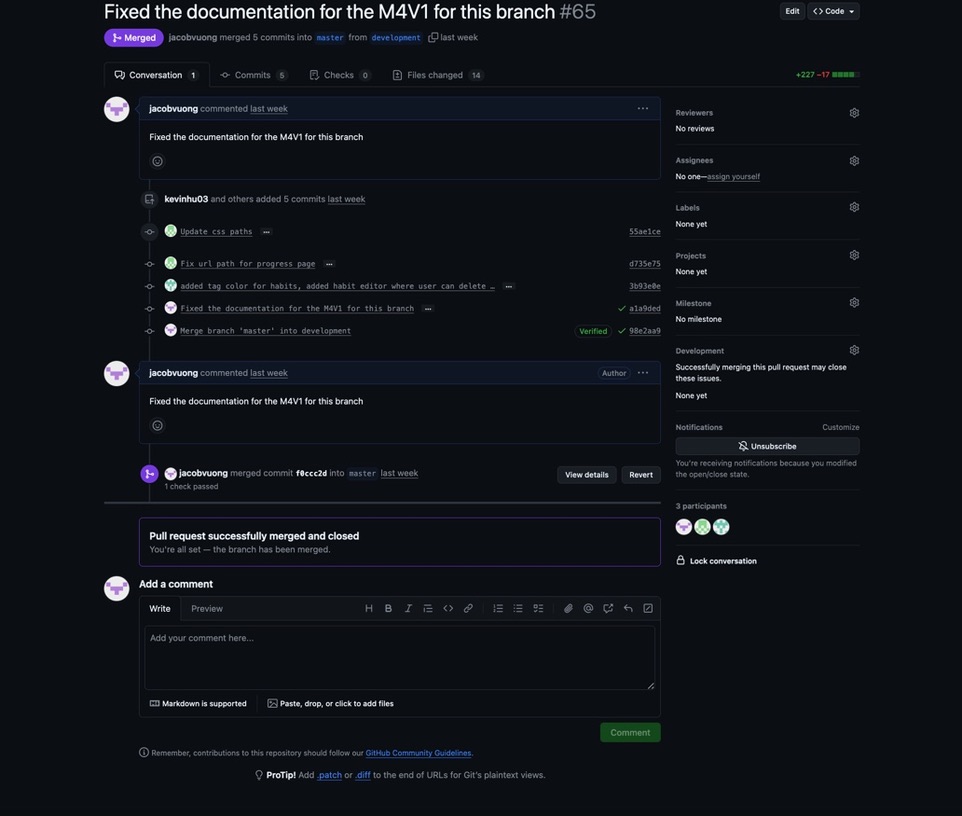 Fixed the documentation for the M4V1 for this branch #65
Edit
Code
Merged jacobvuong merged 5 commits into master from development last week
Conversation 1
Commits 5
Checks 0
Files changed 14
+227 −17
jacobvuong commented last week
Fixed the documentation for the M4V1 for this branch
kevinhu03 and others added 5 commits last week
Update css paths ... 55ae1ce
Fix url path for progress page ... d735e75
added tag color for habits, added habit editor where user can delete … ... 3b93e0e
Fixed the documentation for the M4V1 for this branch ... a1a9ded
Merge branch 'master' into development Verified 98e2aa9
jacobvuong commented last week Author
Fixed the documentation for the M4V1 for this branch
jacobvuong merged commit f0ccc2d into master last week
1 check passed
View details
Revert
Pull request successfully merged and closed
You're all set — the branch has been merged.
Add a comment
Write
Preview
Add your comment here...
Markdown is supported
Paste, drop, or click to add files
Comment
Remember, contributions to this repository should follow our GitHub Community Guidelines.
ProTip! Add .patch or .diff to the end of URLs for Git's plaintext views.
Reviewers
No reviews
Assignees
No one—assign yourself
Labels
None yet
Projects
None yet
Milestone
No milestone
Development
Successfully merging this pull request may close
these issues.
None yet
Notifications
Customize
Unsubscribe
You're receiving notifications because you modified
the open/close state.
3 participants
Lock conversation